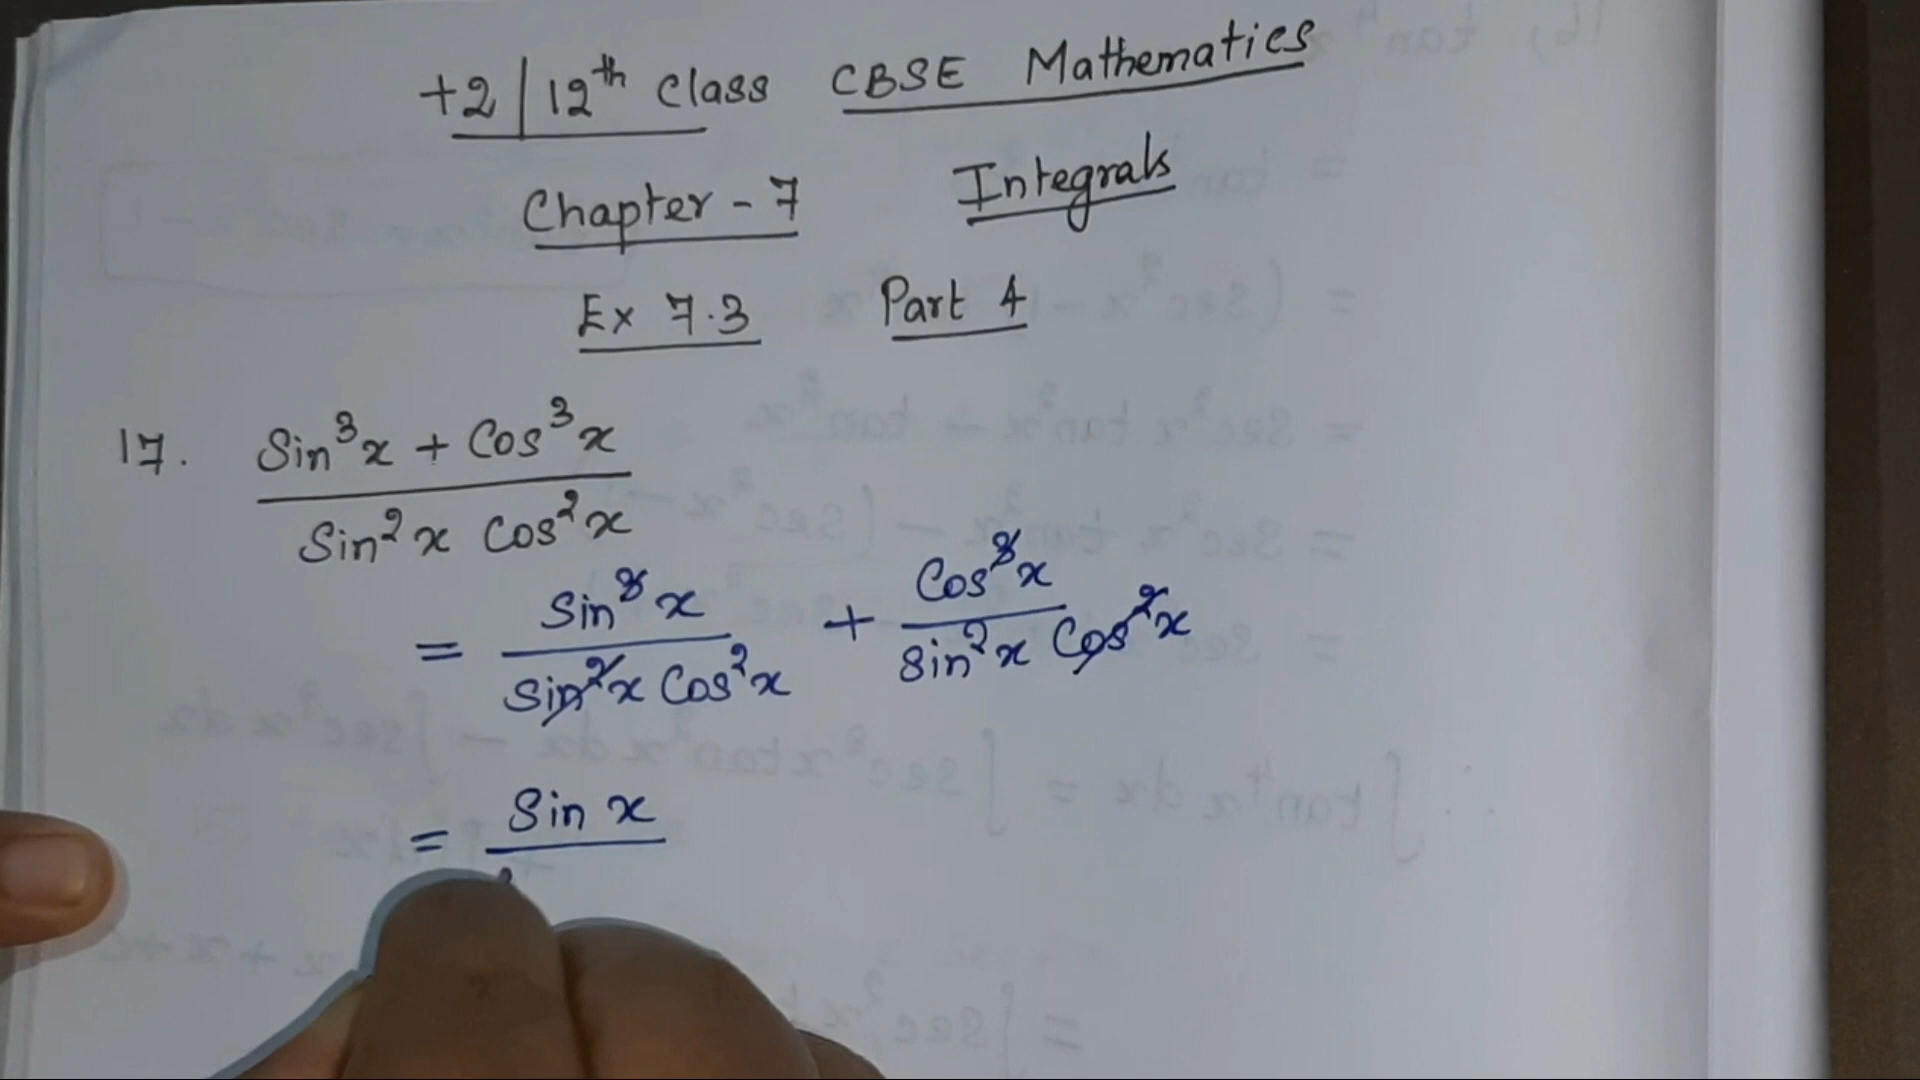 +2 | 12th Class CBSE Mathematics
Chapter - 7 Integrals
Ex 7.3 Part 4
17. Sin³x + Cos³x
Sin²x Cos²x
= Sin³x + Cos³x
Sin²x Cos²x Sin²x Cos²x
= Sin x